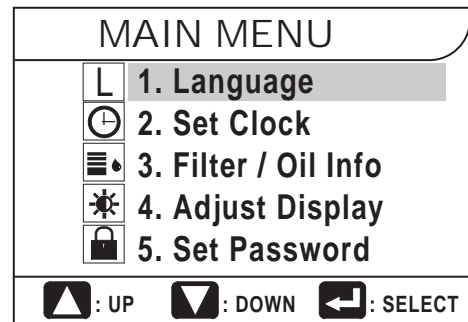 MAIN MENU
L 1. Language
2. Set Clock
3. Filter / Oil Info
4. Adjust Display
5. Set Password
: UP : DOWN : SELECT